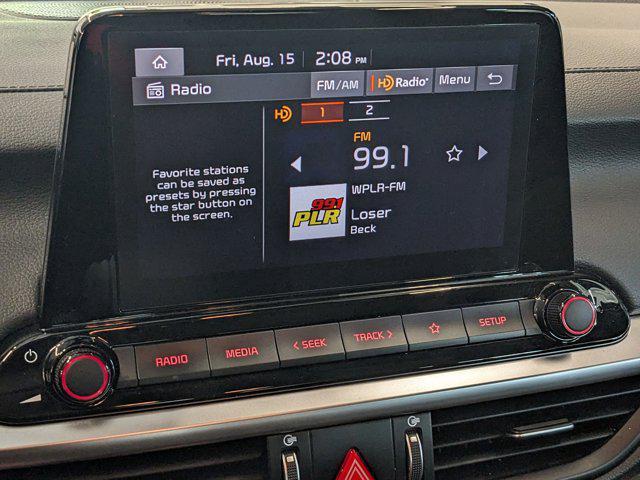 Fri, Aug. 15 2:08 PM
Radio FM/AM HD Radio Menu
HD 1 2
FM
99.1
Favorite stations
can be saved as
presets by pressing
the star button on
the screen.
WPLR-FM
991
PLR
Loser
Beck
RADIO MEDIA < SEEK TRACK > SETUP